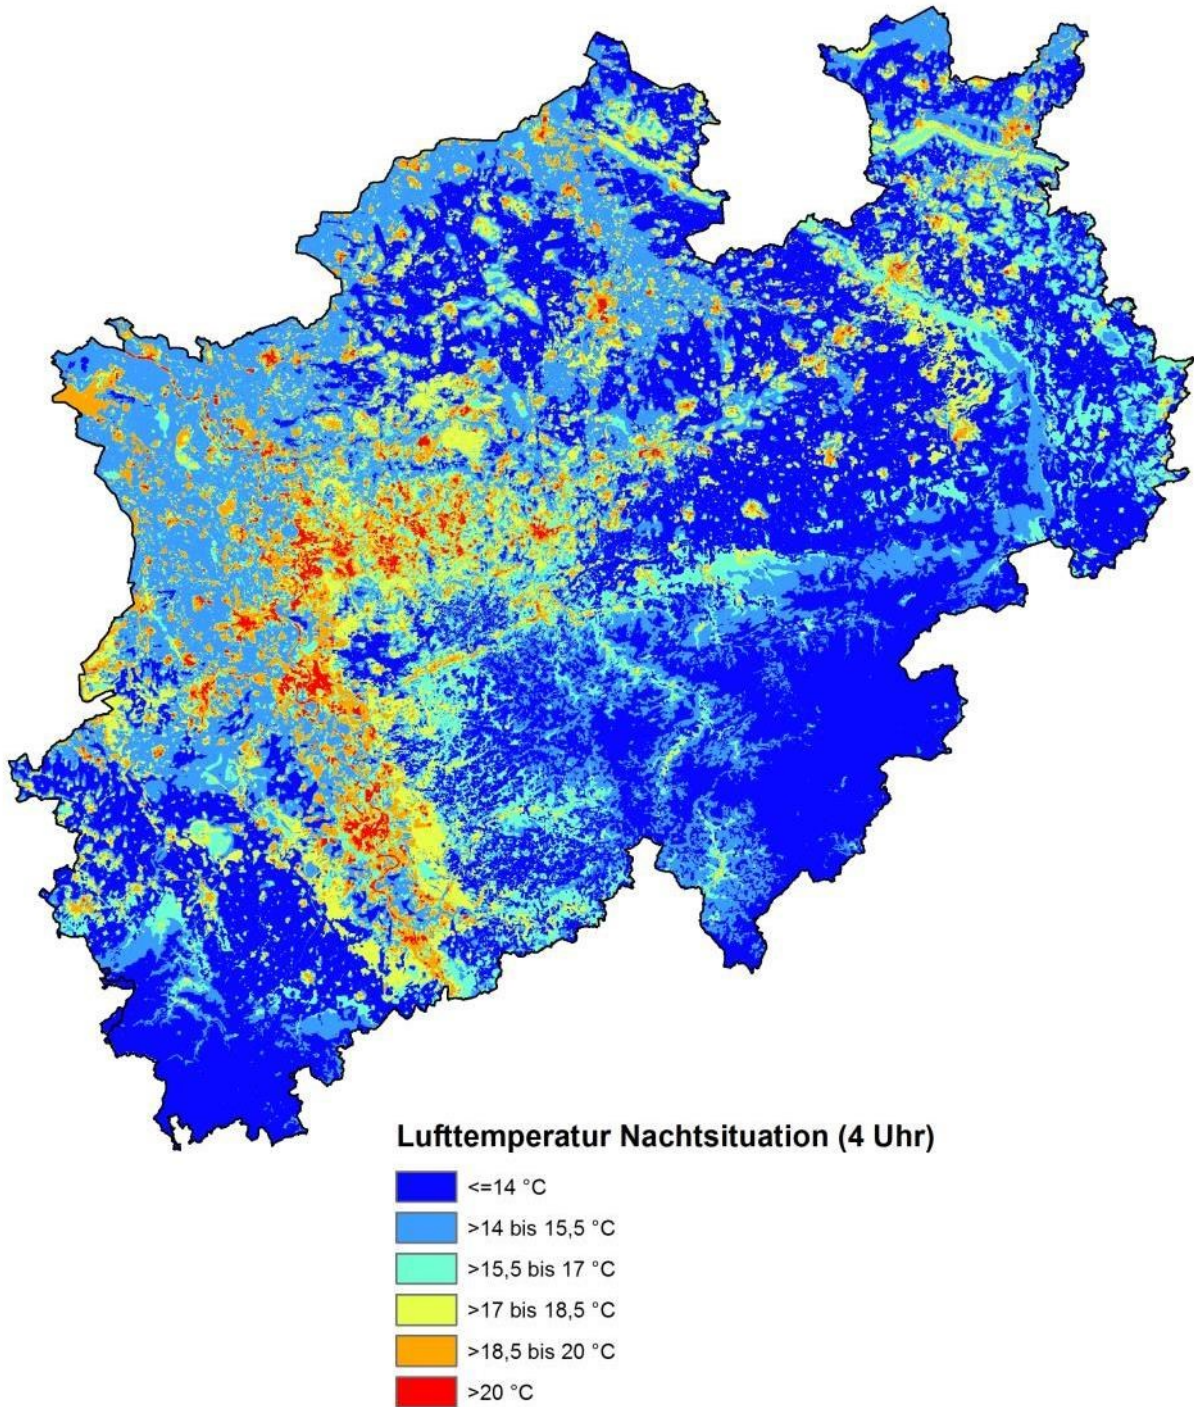 Lufttemperatur Nachtsituation (4 Uhr)
<=14 °C
>14 bis 15,5 °C
>15,5 bis 17 °C
>17 bis 18,5 °C
>18,5 bis 20 °C
>20 °C